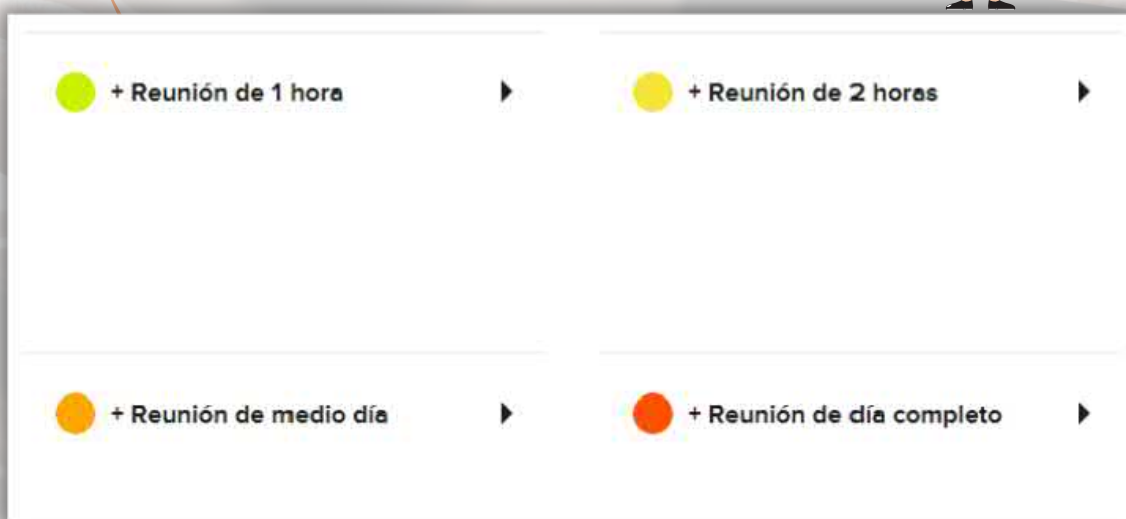 + Reunión de 1 hora
+ Reunión de 2 horas
+ Reunión de medio día
+ Reunión de día completo